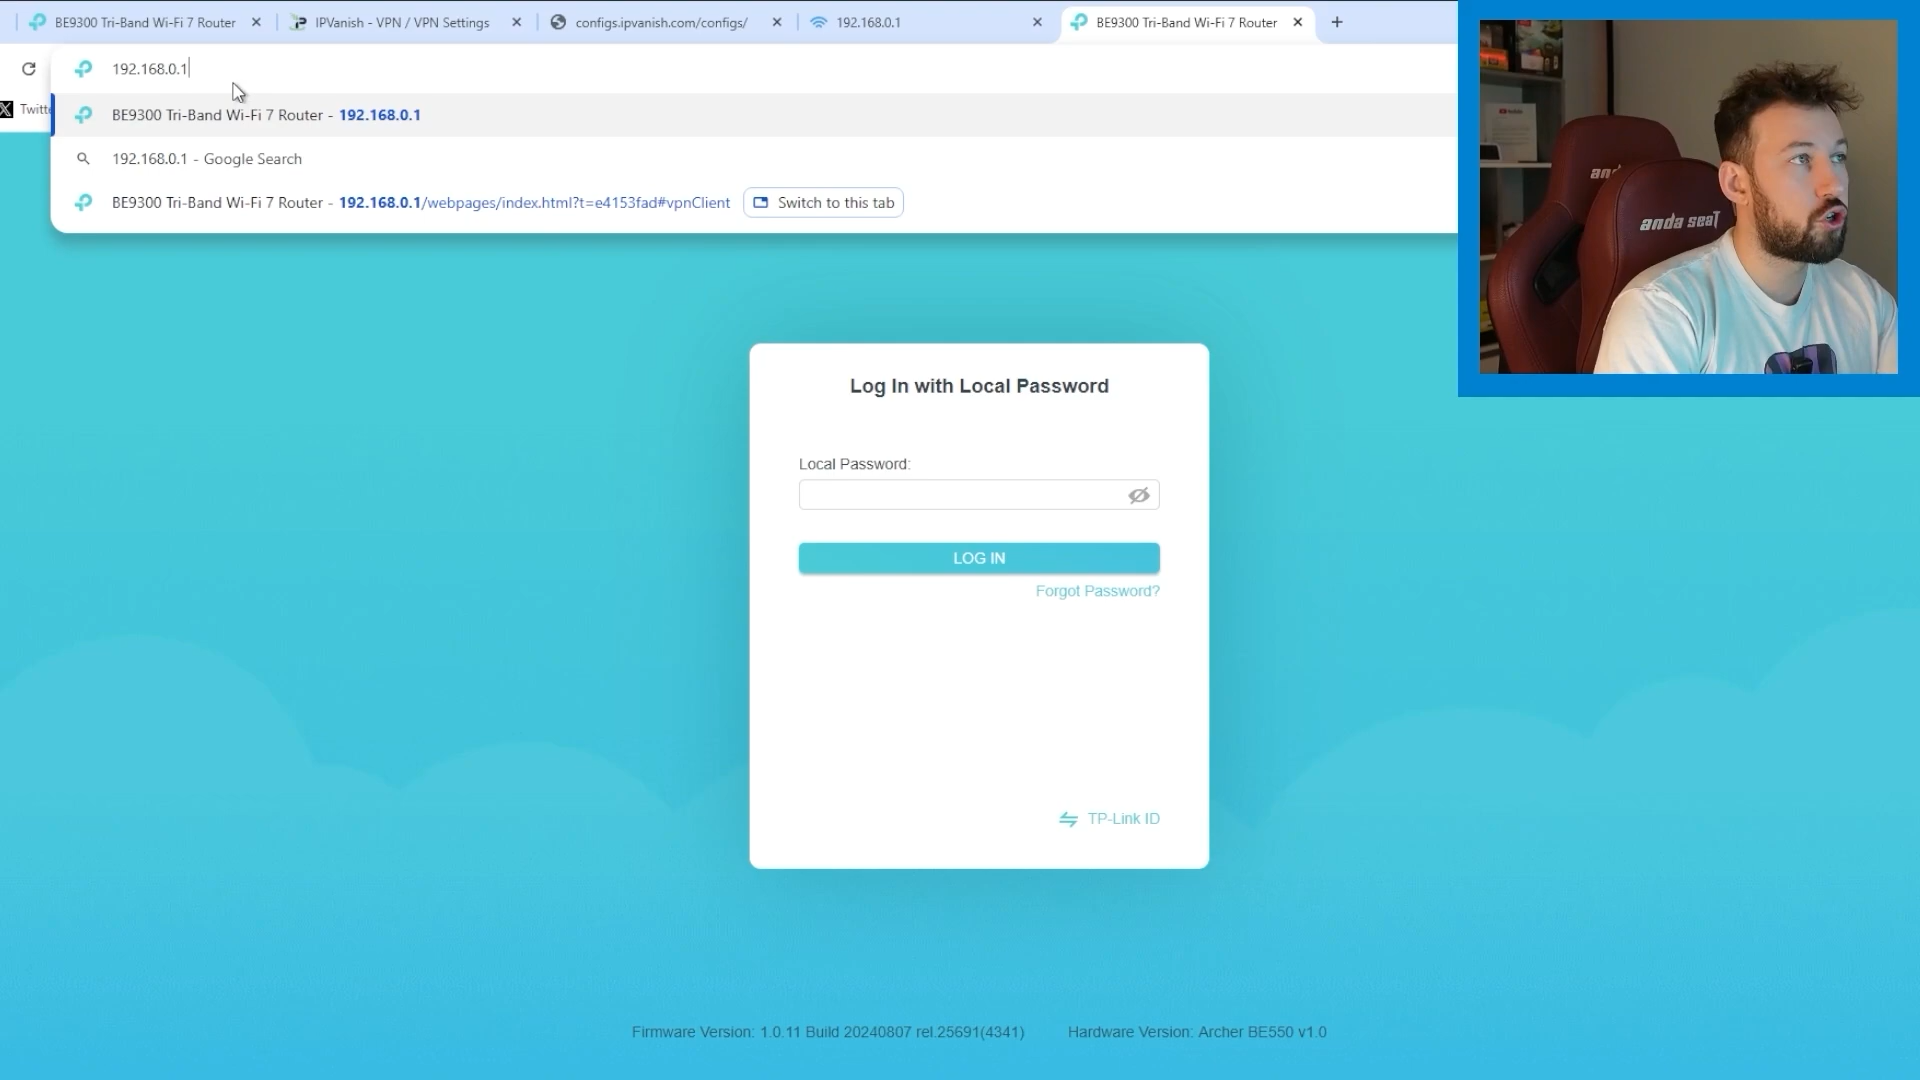 BE9300 Tri-Band Wi-Fi 7 Router
IPVanish - VPN / VPN Settings
configs.ipvanish.com/configs/
192.168.0.1
BE9300 Tri-Band Wi-Fi 7 Router
192.168.0.1
Twitte
BE9300 Tri-Band Wi-Fi 7 Router - 192.168.0.1
192.168.0.1 - Google Search
BE9300 Tri-Band Wi-Fi 7 Router - 192.168.0.1/webpages/index.html?t=e4153fad#vpnClient
Switch to this tab
and
anda seaT
Log In with Local Password
Local Password:
LOG IN
Forgot Password?
TP-Link ID
Firmware Version: 1.0.11 Build 20240807 rel.25691(4341)
Hardware Version: Archer BE550 v1.0